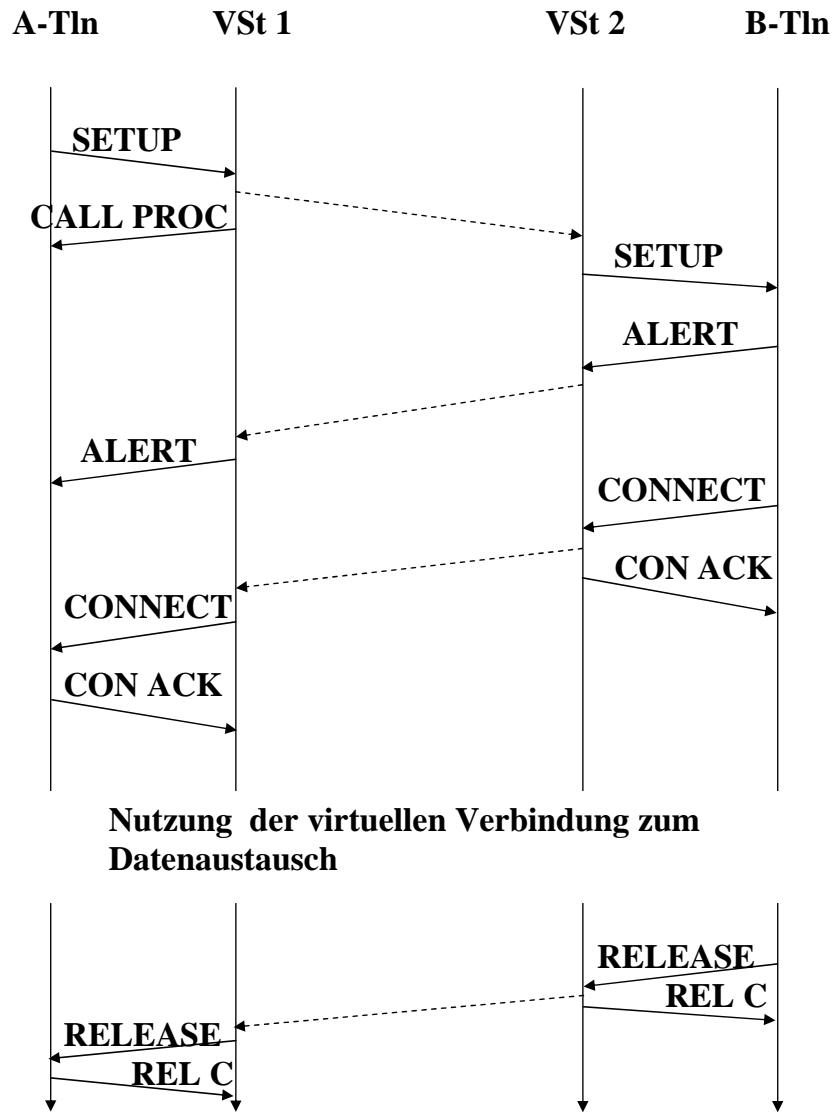 A-Tln VSt 1 VSt 2 B-Tln
SETUP
CALL PROC
SETUP
ALERT
ALERT
CONNECT
CON ACK
CONNECT
CON ACK
Nutzung der virtuellen Verbindung zum
Datenaustausch
RELEASE
REL C
RELEASE
REL C